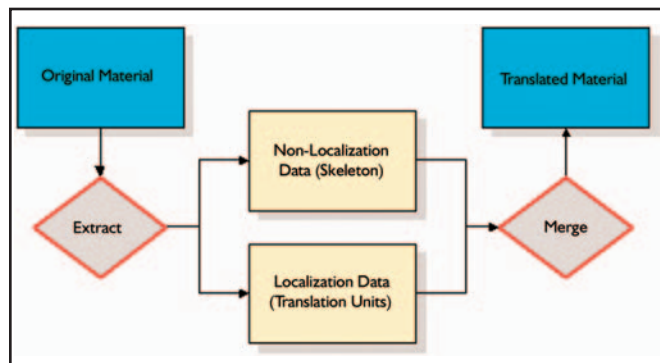 Original Material
Translated Material
Non-Localization
Data (Skeleton)
Extract
Merge
Localization Data
(Translation Units)